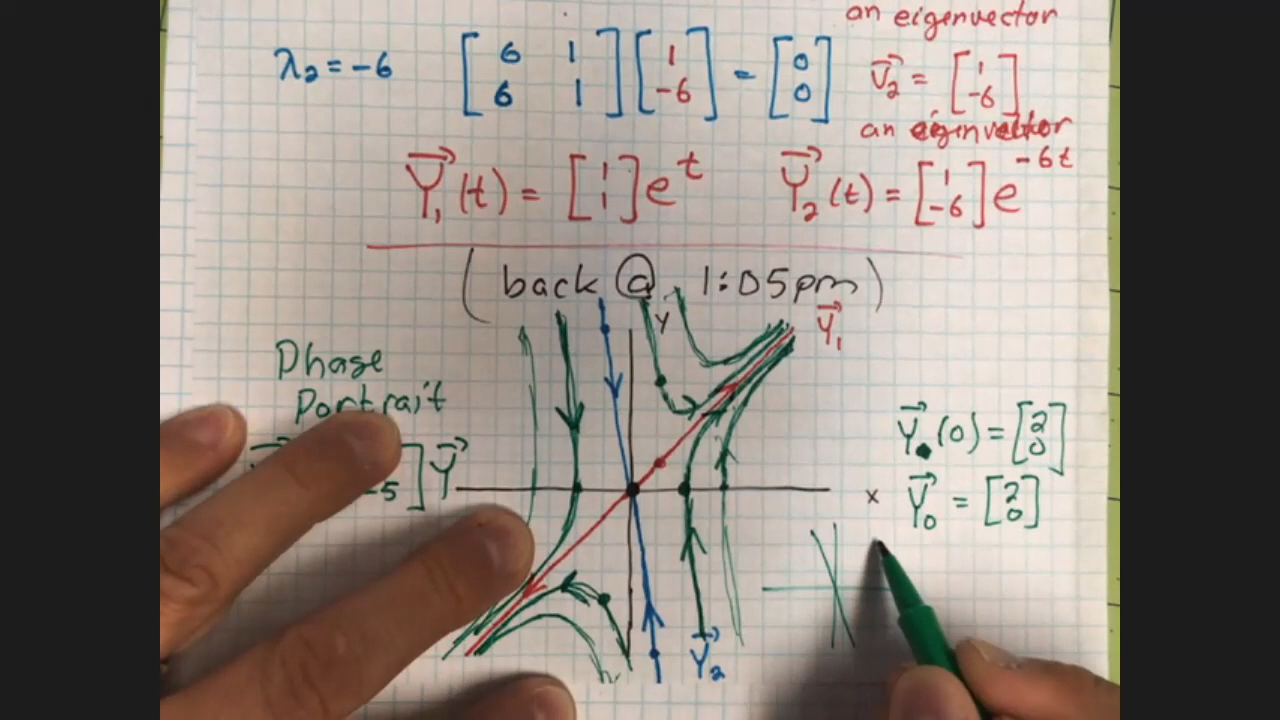 an eigenvector
λ₂ = -6 [6 1; 6 1] [1; -6] = [0; 0] V⃗₂ = [1; -6]
an eigenvector
Y⃗₁(t) = [1; 1] e^t Y⃗₂(t) = [1; -6] e^{-6t}
(back @ 1:05pm)
y
Y⃗₁
Phase
Portrait
-5] Y⃗
Y⃗.(0) = [2; 0]
x Y⃗₀ = [2; 0]
Y⃗₂